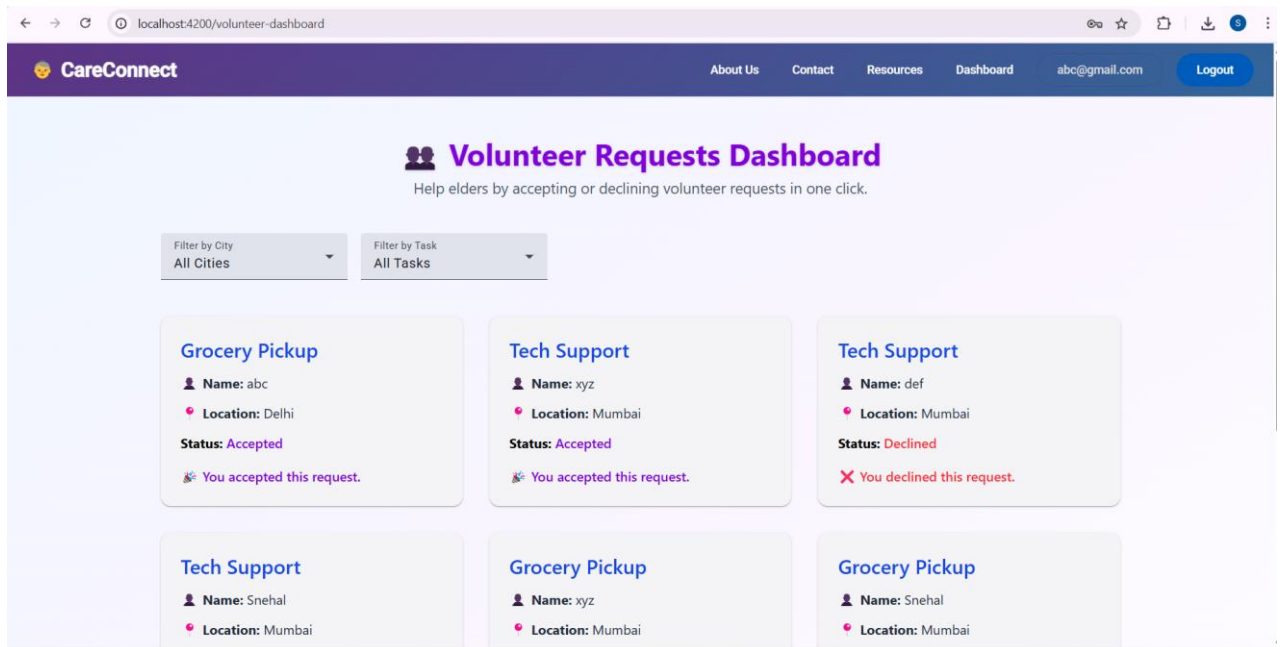 localhost:4200/volunteer-dashboard
S
CareConnect
About Us
Contact
Resources
Dashboard
abc@gmail.com
Logout
Volunteer Requests Dashboard
Help elders by accepting or declining volunteer requests in one click.
Filter by City
All Cities
Filter by Task
All Tasks
Grocery Pickup
Name: abc
Location: Delhi
Status: Accepted
You accepted this request.
Tech Support
Name: xyz
Location: Mumbai
Status: Accepted
You accepted this request.
Tech Support
Name: def
Location: Mumbai
Status: Declined
You declined this request.
Tech Support
Name: Snehal
Location: Mumbai
Grocery Pickup
Name: xyz
Location: Mumbai
Grocery Pickup
Name: Snehal
Location: Mumbai